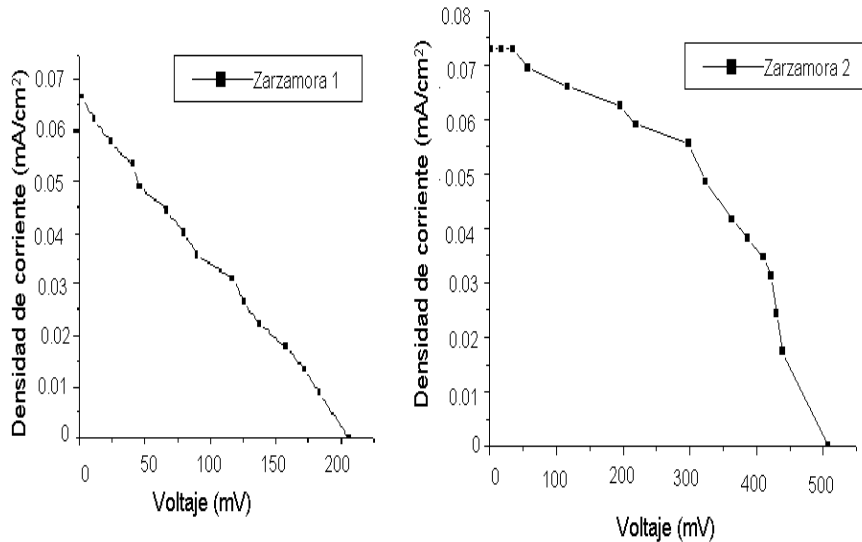 Zarzamora 1
Densidad de corriente (mA/cm²)
0.07
0.06
0.05
0.04
0.03
0.02
0.01
0
0 50 100 150 200
Voltaje (mV)
Zarzamora 2
Densidad de corriente (mA/cm²)
0.08
0.07
0.06
0.05
0.04
0.03
0.02
0.01
0
0 100 200 300 400 500
Voltaje (mV)